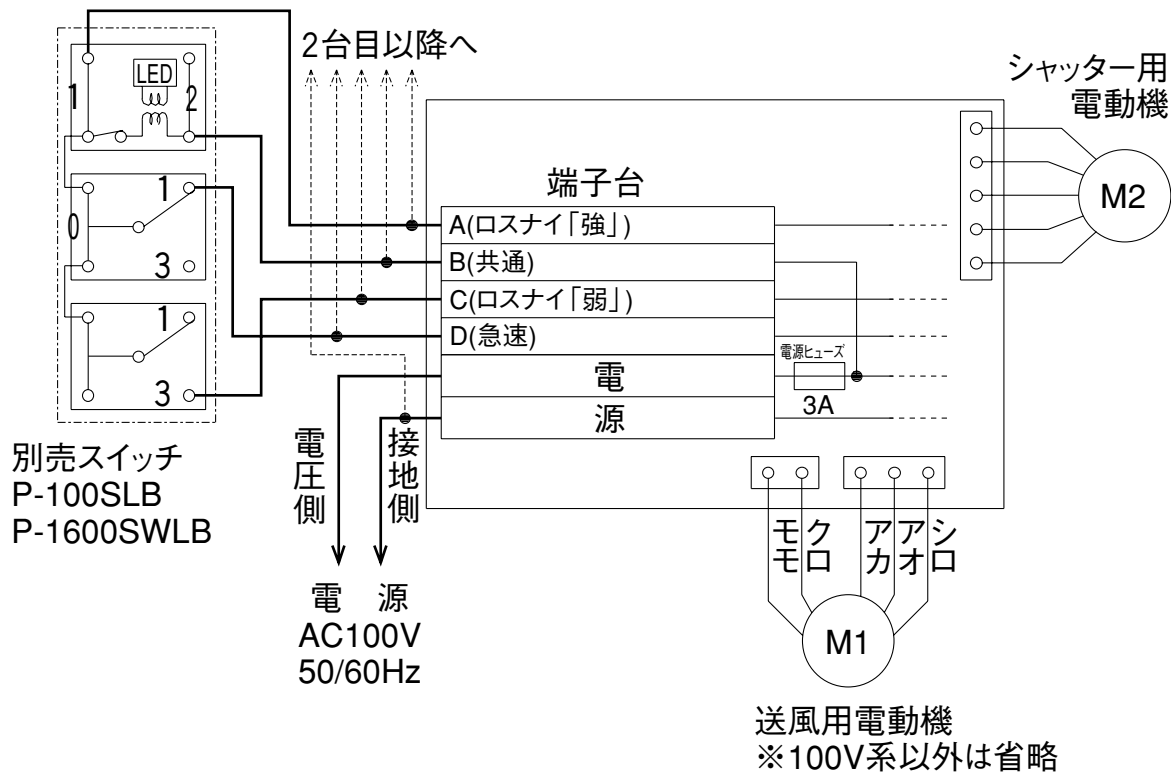 2台目以降へ
LED
1
2
1
0
3
1
3
別売スイッチ
P-100SLB
P-1600SWLB
端子台
A(ロスナイ「強」)
B(共通)
C(ロスナイ「弱」)
D(急速)
電
源
電源ヒューズ
3A
電圧側
接地側
電 源
AC100V
50/60Hz
シャッター用
電動機
M2
モモ
クロ
アカ
アオ
シロ
M1
送風用電動機
※100V系以外は省略